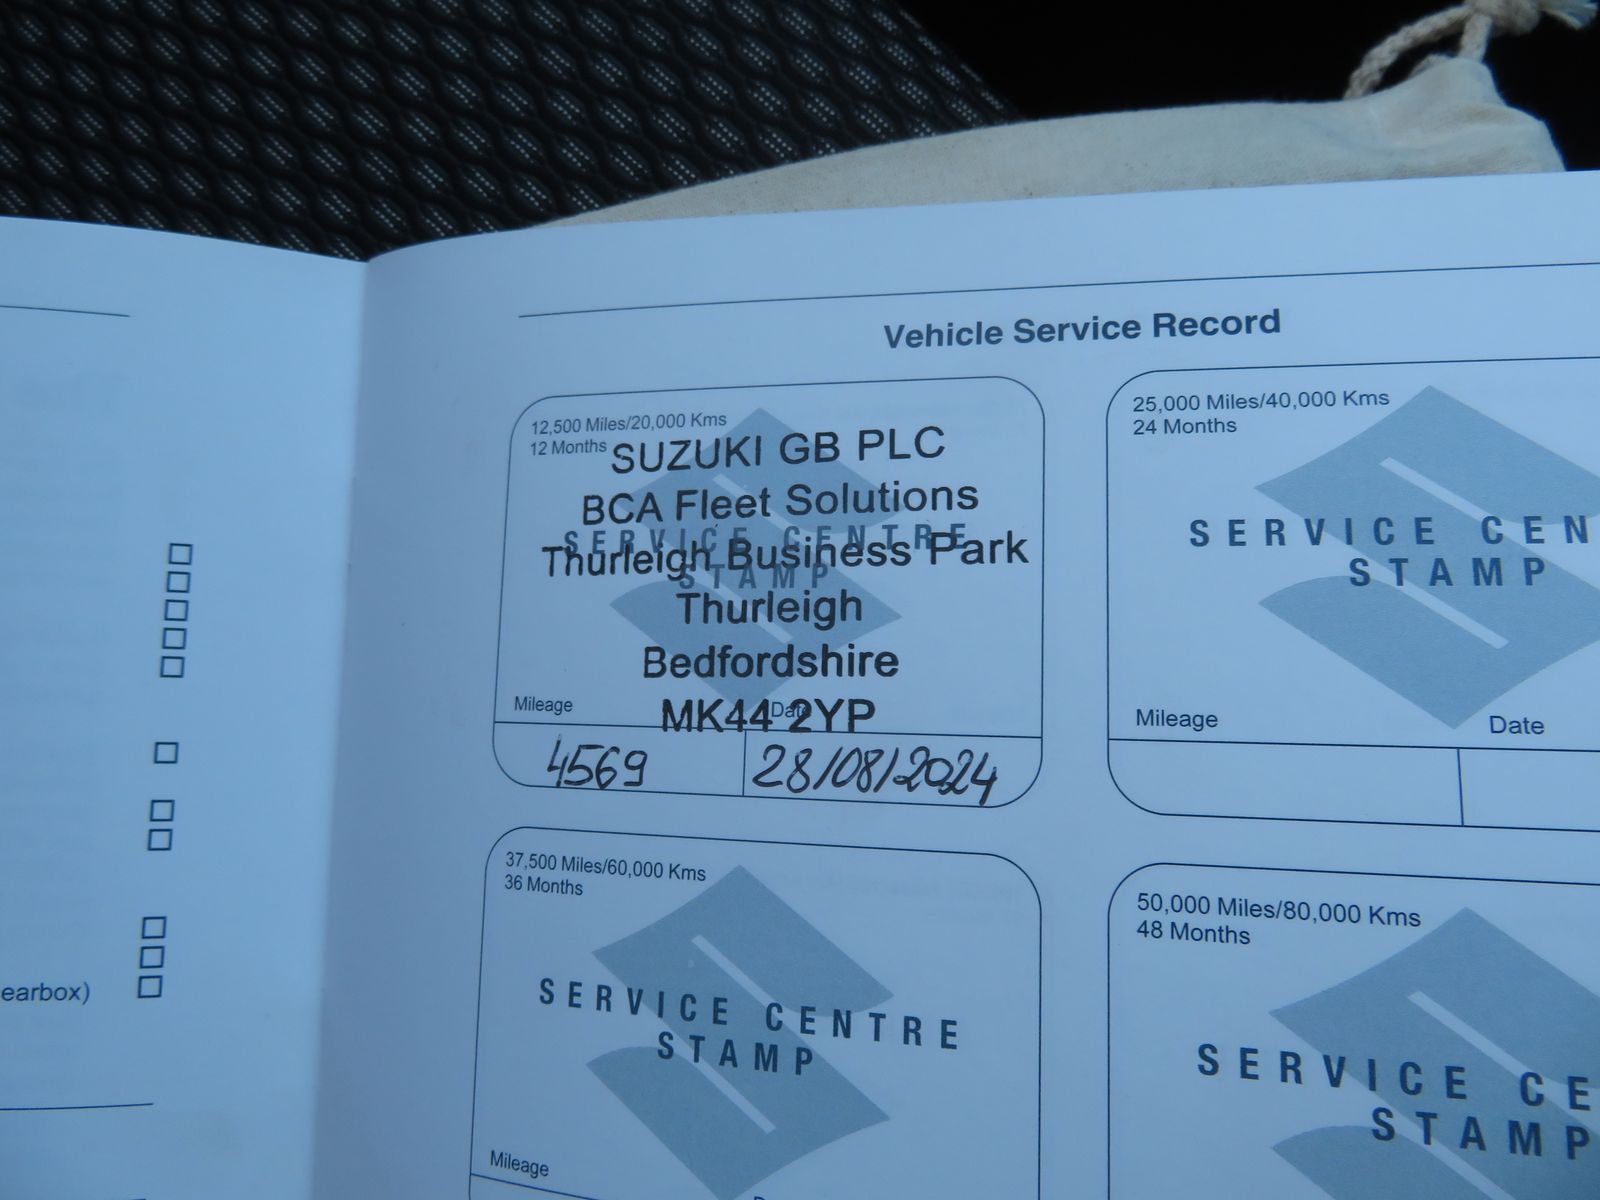 earbox)
Vehicle Service Record
12,500 Miles/20,000 Kms
12 Months
SUZUKI GB PLC
BCA Fleet Solutions
SERVICE CENTRE
Thurleigh Business Park
STAMP
Thurleigh
Bedfordshire
MK44 2YP
Mileage
Date
4569
28/08/2024
25,000 Miles/40,000 Kms
24 Months
SERVICE CEN
STAMP
Mileage
Date
37,500 Miles/60,000 Kms
36 Months
SERVICE CENTRE
STAMP
Mileage
50,000 Miles/80,000 Kms
48 Months
SERVICE CE
STAMP